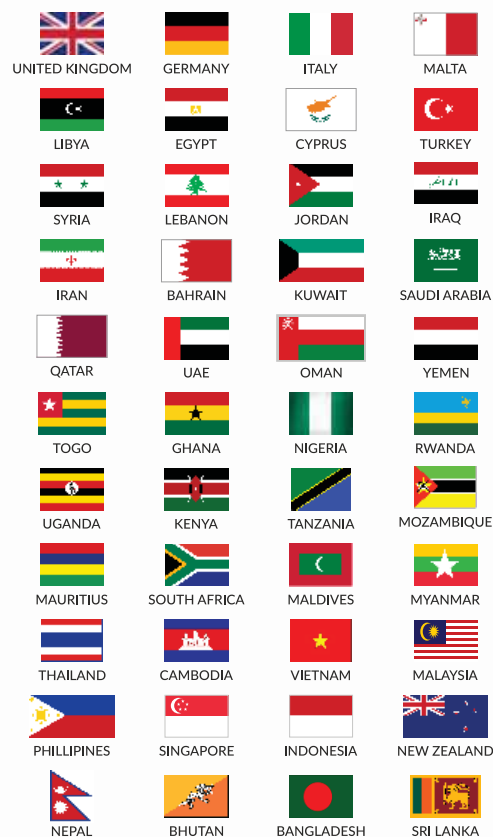 UNITED KINGDOM GERMANY ITALY MALTA
LIBYA EGYPT CYPRUS TURKEY
SYRIA LEBANON JORDAN IRAQ
IRAN BAHRAIN KUWAIT SAUDI ARABIA
QATAR UAE OMAN YEMEN
TOGO GHANA NIGERIA RWANDA
UGANDA KENYA TANZANIA MOZAMBIQUE
MAURITIUS SOUTH AFRICA MALDIVES MYANMAR
THAILAND CAMBODIA VIETNAM MALAYSIA
PHILLIPINES SINGAPORE INDONESIA NEW ZEALAND
NEPAL BHUTAN BANGLADESH SRI LANKA